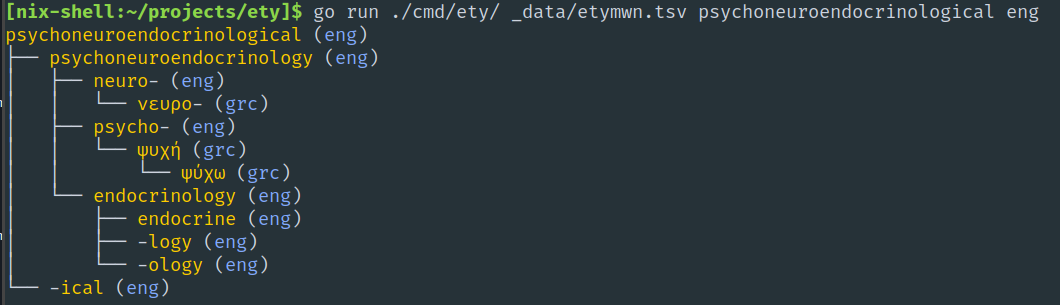 [nix-shell:~/projects/ety]$ go run ./cmd/ety/ _data/etymwn.tsv psychoneuroendocrinological eng
psychoneuroendocrinological (eng)
├── psychoneuroendocrinology (eng)
│   ├── neuro- (eng)
│   │   └── νευρο- (grc)
│   ├── psycho- (eng)
│   │   └── ψυχή (grc)
│   │       └── ψύχω (grc)
│   └── endocrinology (eng)
│       ├── endocrine (eng)
│       ├── -logy (eng)
│       └── -ology (eng)
└── -ical (eng)